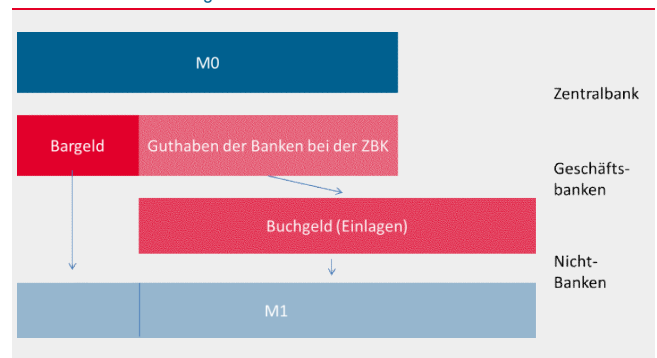 M0
Zentralbank
Bargeld
Guthaben der Banken bei der ZBK
Geschäfts-
banken
Buchgeld (Einlagen)
Nicht-
Banken
M1